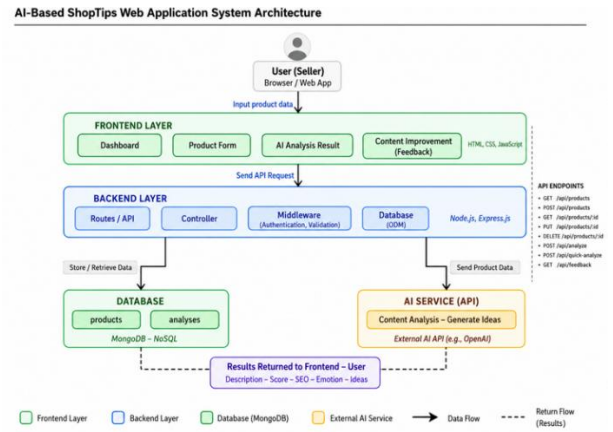 AI-Based ShopTips Web Application System Architecture
User (Seller)
Browser / Web App
Input product data
FRONTEND LAYER
Dashboard
Product Form
AI Analysis Result
Content Improvement
(Feedback)
HTML, CSS, JavaScript
Send API Request
BACKEND LAYER
Routes / API
Controller
Middleware
(Authentication, Validation)
Database
(ODM)
Node.js, Express.js
API ENDPOINTS
GET /api/products
POST /api/products
GET /api/products/:id
PUT /api/products/:id
DELETE /api/products/:id
POST /api/analyze
POST /api/quick-analyze
GET /api/feedback
Store / Retrieve Data
Send Product Data
DATABASE
products
analyses
MongoDB – NoSQL
AI SERVICE (API)
Content Analysis – Generate Ideas
External AI API (e.g., OpenAI)
Results Returned to Frontend – User
Description – Score – SEO – Emotion – Ideas
Frontend Layer
Backend Layer
Database (MongoDB)
External AI Service
Data Flow
Return Flow
(Results)